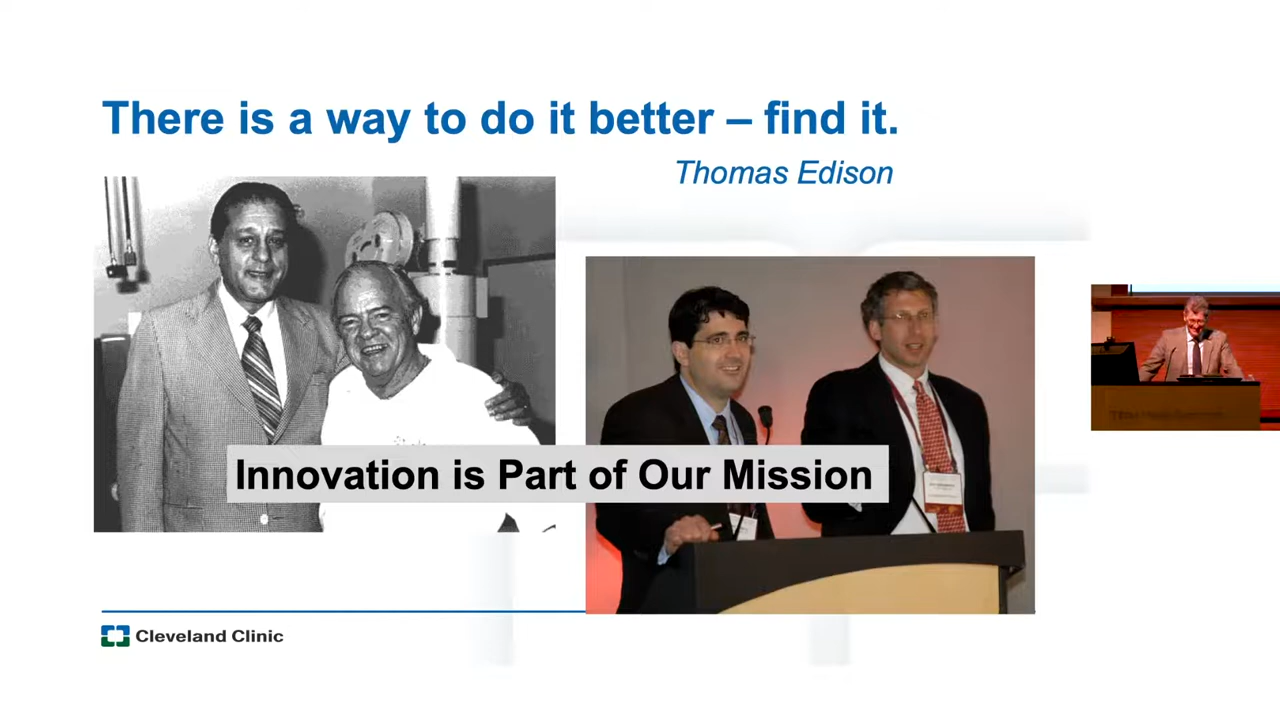 There is a way to do it better – find it.
Thomas Edison
Innovation is Part of Our Mission
Cleveland Clinic